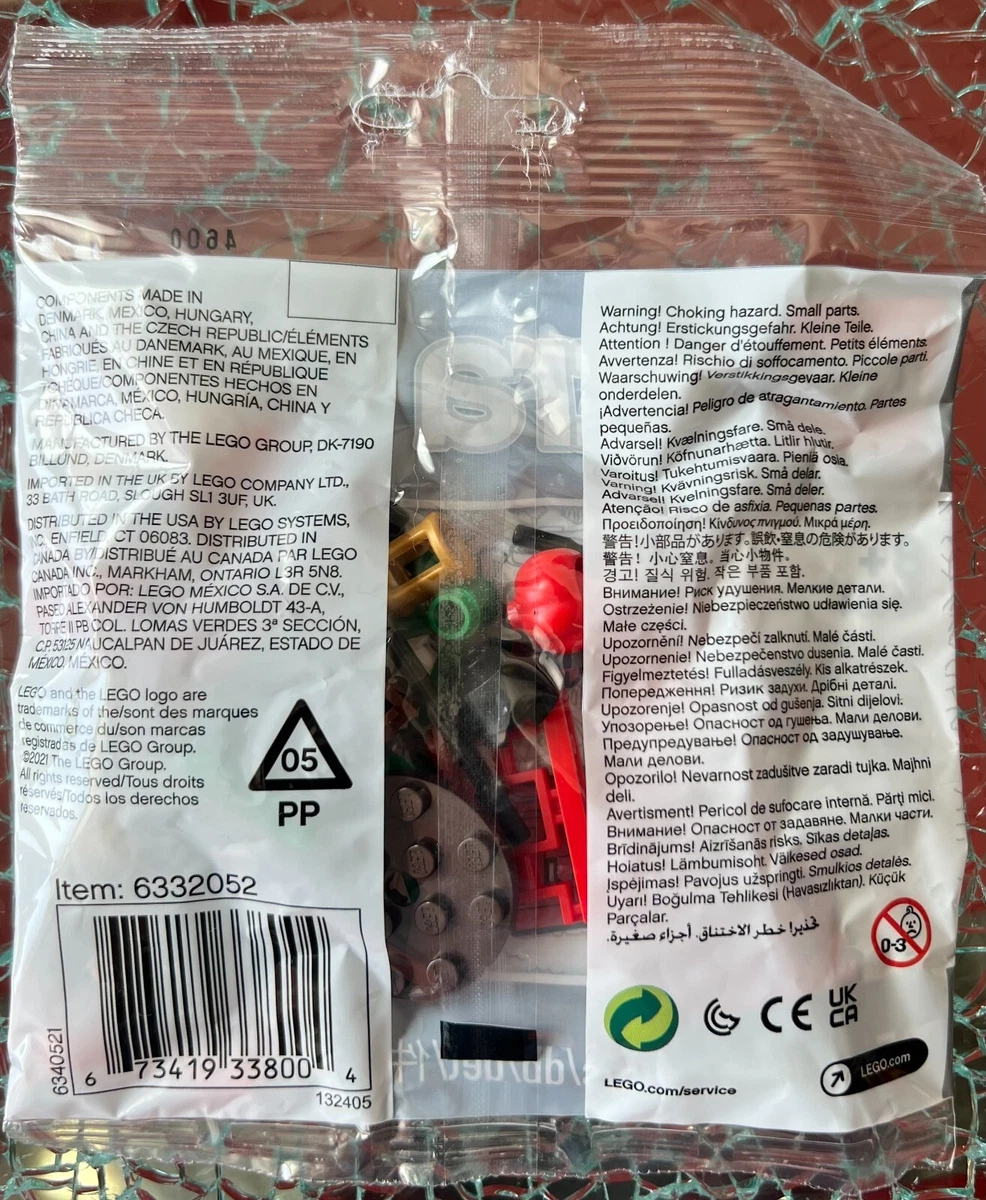 4600
COMPONENTS MADE IN
DENMARK, MEXICO, HUNGARY,
CHINA AND THE CZECH REPUBLIC/ÉLÉMENTS
FABRIQUÉS AU DANEMARK, AU MEXIQUE, EN
HONGRIE, EN CHINE ET EN RÉPUBLIQUE
TCHÈQUE/COMPONENTES HECHOS EN
DINAMARCA, MÉXICO, HUNGRÍA, CHINA Y
REPÚBLICA CHECA.
MANUFACTURED BY THE LEGO GROUP, DK-7190
BILLUND, DENMARK.
IMPORTED IN THE UK BY LEGO COMPANY LTD.,
33 BATH ROAD, SLOUGH SL1 3UF, UK.
DISTRIBUTED IN THE USA BY LEGO SYSTEMS,
INC. ENFIELD, CT 06083. DISTRIBUTED IN
CANADA BY/DISTRIBUÉ AU CANADA PAR LEGO
CANADA INC., MARKHAM, ONTARIO L3R 5N8.
IMPORTADO POR: LEGO MÉXICO S.A. DE C.V.,
PASEO ALEXANDER VON HUMBOLDT 43-A,
TORRE II PB COL. LOMAS VERDES 3ª SECCIÓN,
C.P. 53125 NAUCALPAN DE JUÁREZ, ESTADO DE
MÉXICO, MÉXICO.
LEGO and the LEGO logo are
trademarks of the/sont des marques
de commerce du/son marcas
registradas de LEGO Group.
©2021 The LEGO Group.
All rights reserved/Tous droits
réservés/Todos los derechos
reservados.
05
PP
Item: 6332052
6340521
6 73419 33800 4
132405
Warning! Choking hazard. Small parts.
Achtung! Erstickungsgefahr. Kleine Teile.
Attention ! Danger d'étouffement. Petits éléments.
Avvertenza! Rischio di soffocamento. Piccole parti.
Waarschuwing! Verstikkingsgevaar. Kleine
onderdelen.
¡Advertencia! Peligro de atragantamiento. Partes
pequeñas.
Advarsel! Kvælningsfare. Små dele.
Viðvörun! Köfnunarhætta. Litlir hlutir.
Varoitus! Tukehtumisvaara. Pieniä osia.
Varning! Kvävningsrisk. Små delar.
Advarsel! Kvelningsfare. Små deler.
Atenção! Risco de asfixia. Pequenas partes.
Προειδοποίηση! Κίνδυνος πνιγμού. Μικρά μέρη.
警告!小部品があります。誤飲・窒息の危険があります。
警告！小心窒息。当心小物件。
경고! 질식 위험. 작은 부품 포함.
Внимание! Риск удушения. Мелкие детали.
Ostrzeżenie! Niebezpieczeństwo udławienia się.
Małe części.
Upozornění! Nebezpečí zalknutí. Malé části.
Upozornenie! Nebezpečenstvo dusenia. Malé časti.
Figyelmeztetés! Fulladásveszély. Kis alkatrészek.
Попередження! Ризик задухи. Дрібні деталі.
Upozorenje! Opasnost od gušenja. Sitni dijelovi.
Упозорење! Опасност од гушења. Мали делови.
Предупредување! Опасност од задушување.
Мали делови.
Opozorilo! Nevarnost zadušitve zaradi tujka. Majhni
deli.
Avertisment! Pericol de sufocare internă. Părţi mici.
Внимание! Опасност от задавяне. Малки части.
Brīdinājums! Aizrīšanās risks. Sīkas detaļas.
Hoiatus! Lämbumisoht. Väikesed osad.
Įspėjimas! Pavojus užspringti. Smulkios detalės.
Uyarı! Boğulma Tehlikesi (Havasızlıktan). Küçük
Parçalar.
تحذير! خطر الاختناق. أجزاء صغيرة.
0-3
CE
UK
CA
LEGO.com/service
LEGO.com